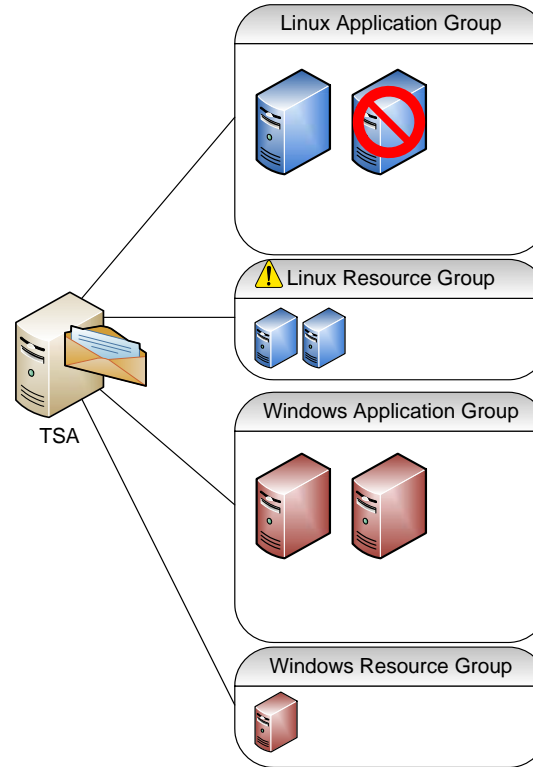 Linux Application Group
Linux Resource Group
TSA
Windows Application Group
Windows Resource Group